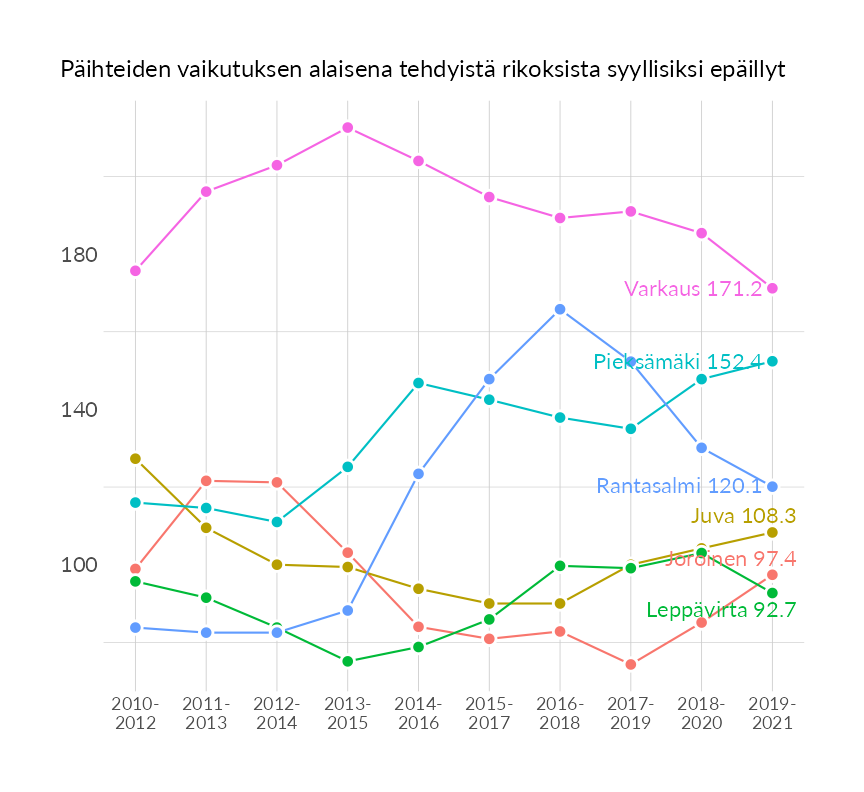 Päihteiden vaikutuksen alaisena tehdyistä rikoksista syyllisiksi epäillyt
180
Varkaus 171.2
Pieksämäki 152.4
140
Rantasalmi 120.1
Juva 108.3
Joroinen 97.4
100
Leppävirta 92.7
2010- 2011- 2012- 2013- 2014- 2015- 2016- 2017- 2018- 2019-
2012 2013 2014 2015 2016 2017 2018 2019 2020 2021